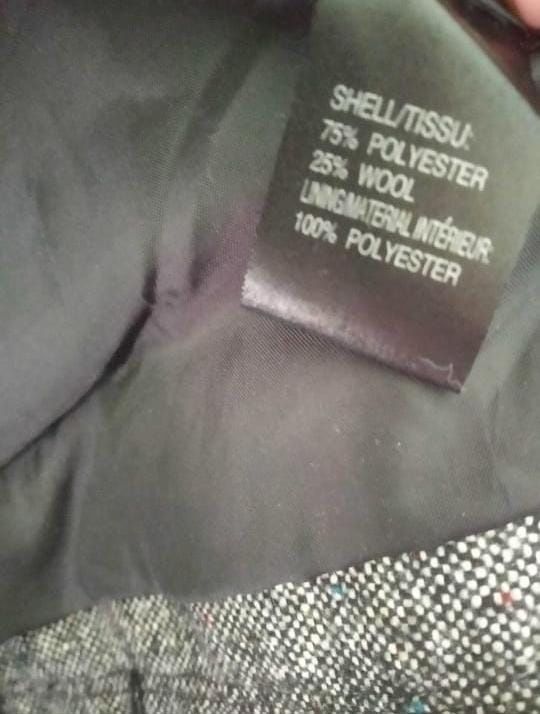 SHELL/TISSU:
75% POLYESTER
25% WOOL
LINING/MATERIAL INTÉRIEUR:
100% POLYESTER